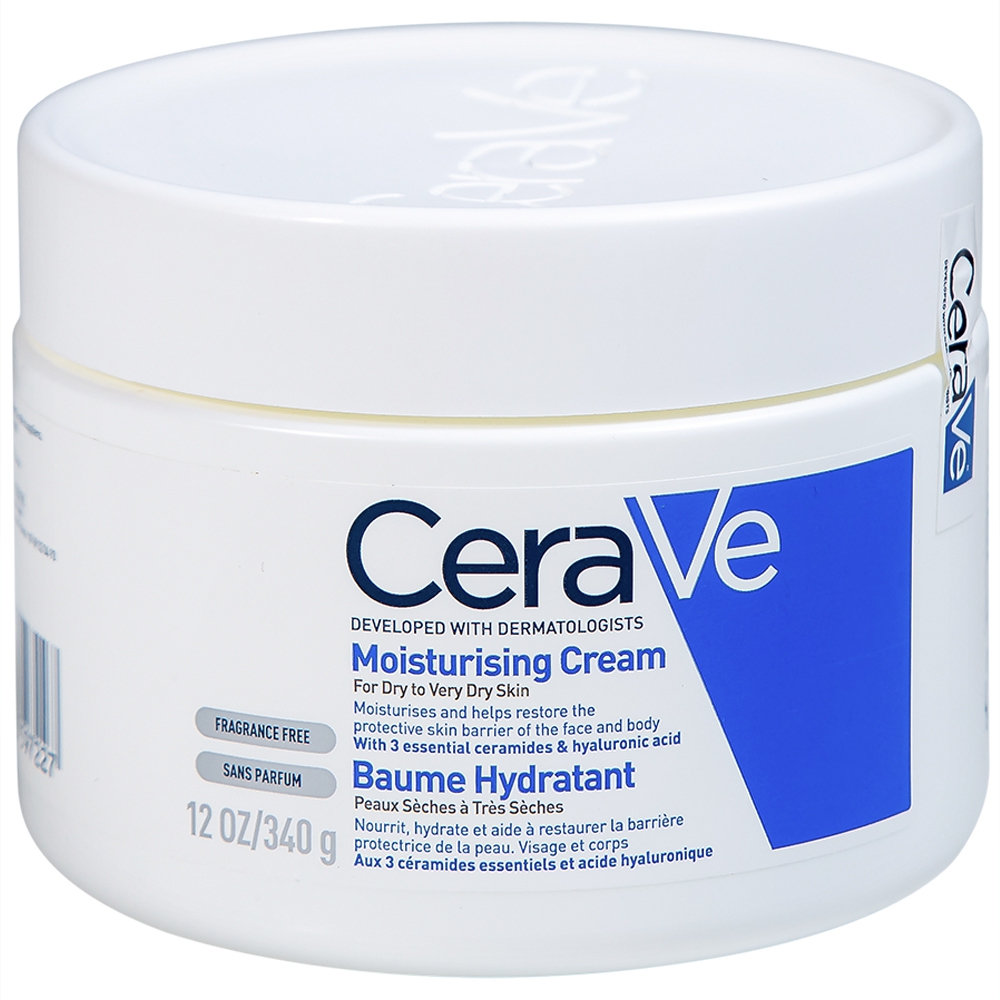 CeraVe
CeraVe
DEVELOPED WITH
CeraVe
DEVELOPED WITH DERMATOLOGISTS
Moisturising Cream
For Dry to Very Dry Skin
Moisturises and helps restore the
protective skin barrier of the face and body
With 3 essential ceramides & hyaluronic acid
FRAGRANCE FREE
SANS PARFUM
12 OZ/340 g
Baume Hydratant
Peaux Sèches à Très Sèches
Nourrit, hydrate et aide à restaurer la barrière
protectrice de la peau. Visage et corps
Aux 3 céramides essentiels et acide hyaluronique